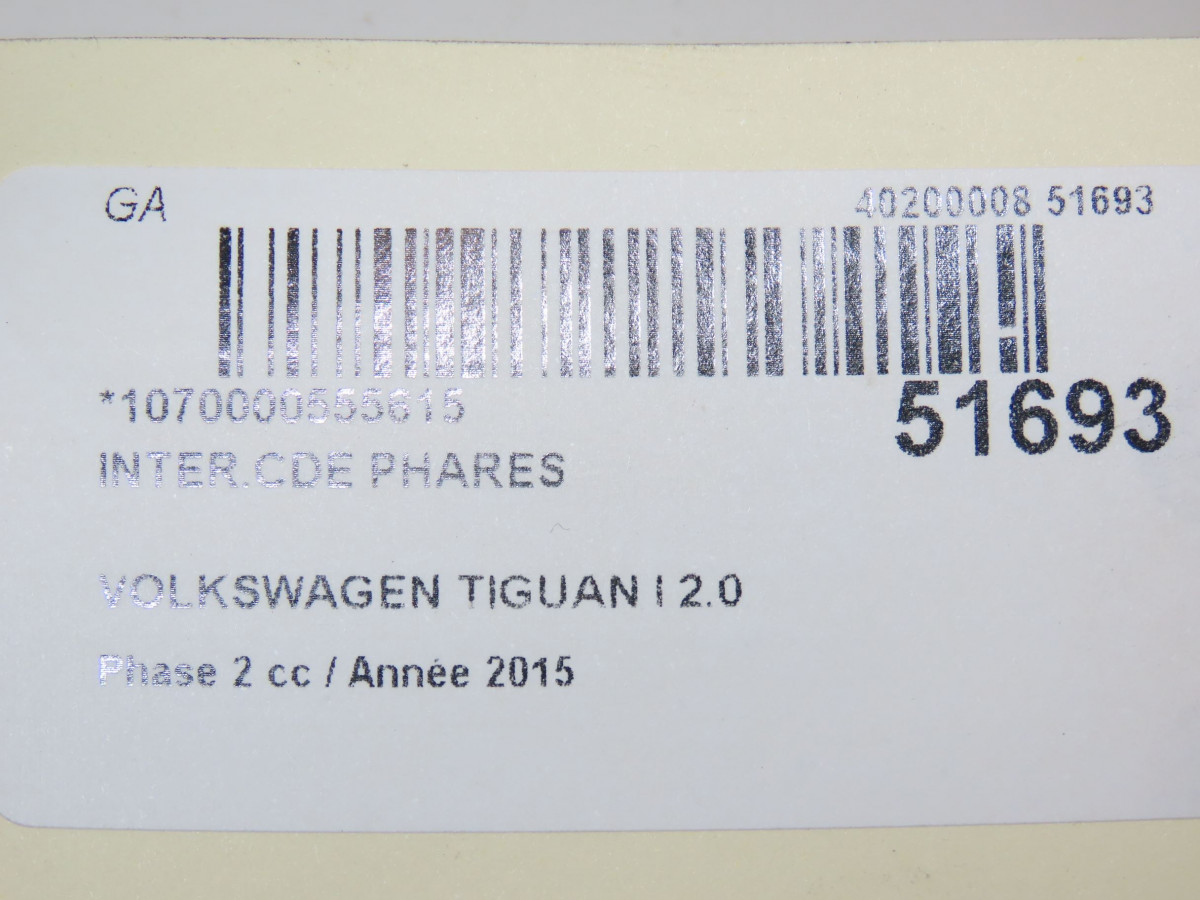 GA
40200008 51693
*1070000555615
51693
INTER.CDE PHARES
VOLKSWAGEN TIGUAN I 2.0
Phase 2 cc / Année 2015